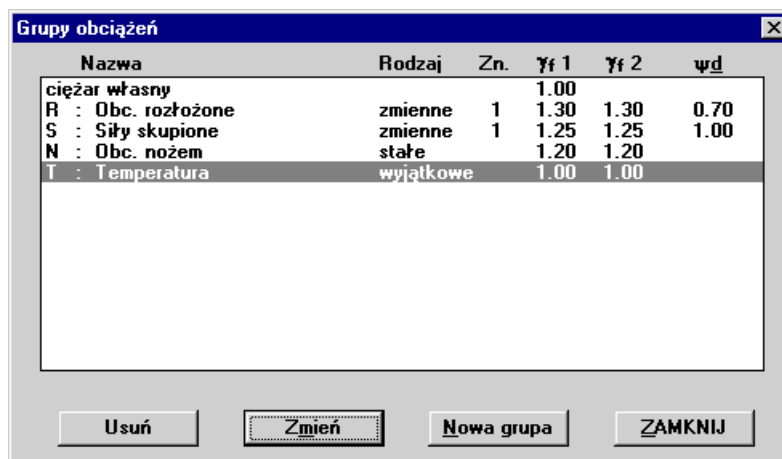 Grupy obciążeń
Nazwa Rodzaj Zn. γf 1 γf 2 ψd
ciężar własny 1.00
R : Obc. rozłożone zmienne 1 1.30 1.30 0.70
S : Siły skupione zmienne 1 1.25 1.25 1.00
N : Obc. nożem stałe 1.20 1.20
T : Temperatura wyjątkowe 1.00 1.00
Usuń Zmień Nowa grupa ZAMKNIJ